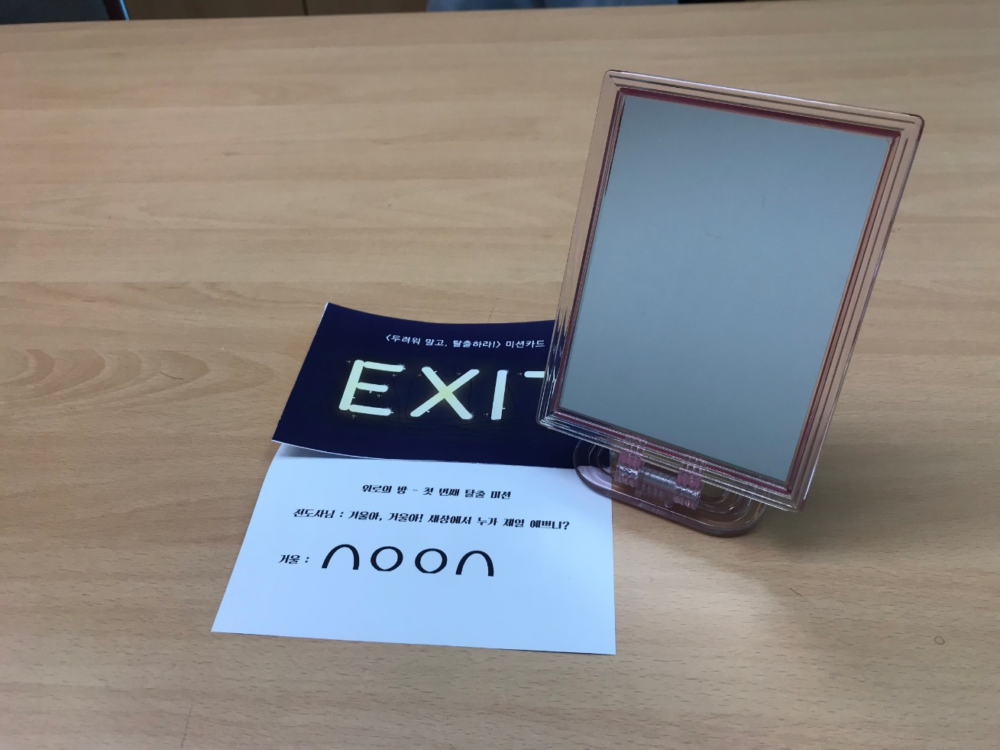 <두려워 말고, 탈출하라!> 미션카드
EXIT
위로의 방 - 첫 번째 탈출 미션
전도사님 : 거울아, 거울아! 세상에서 누가 제일 예쁘니?
거울 : ∩OO∩